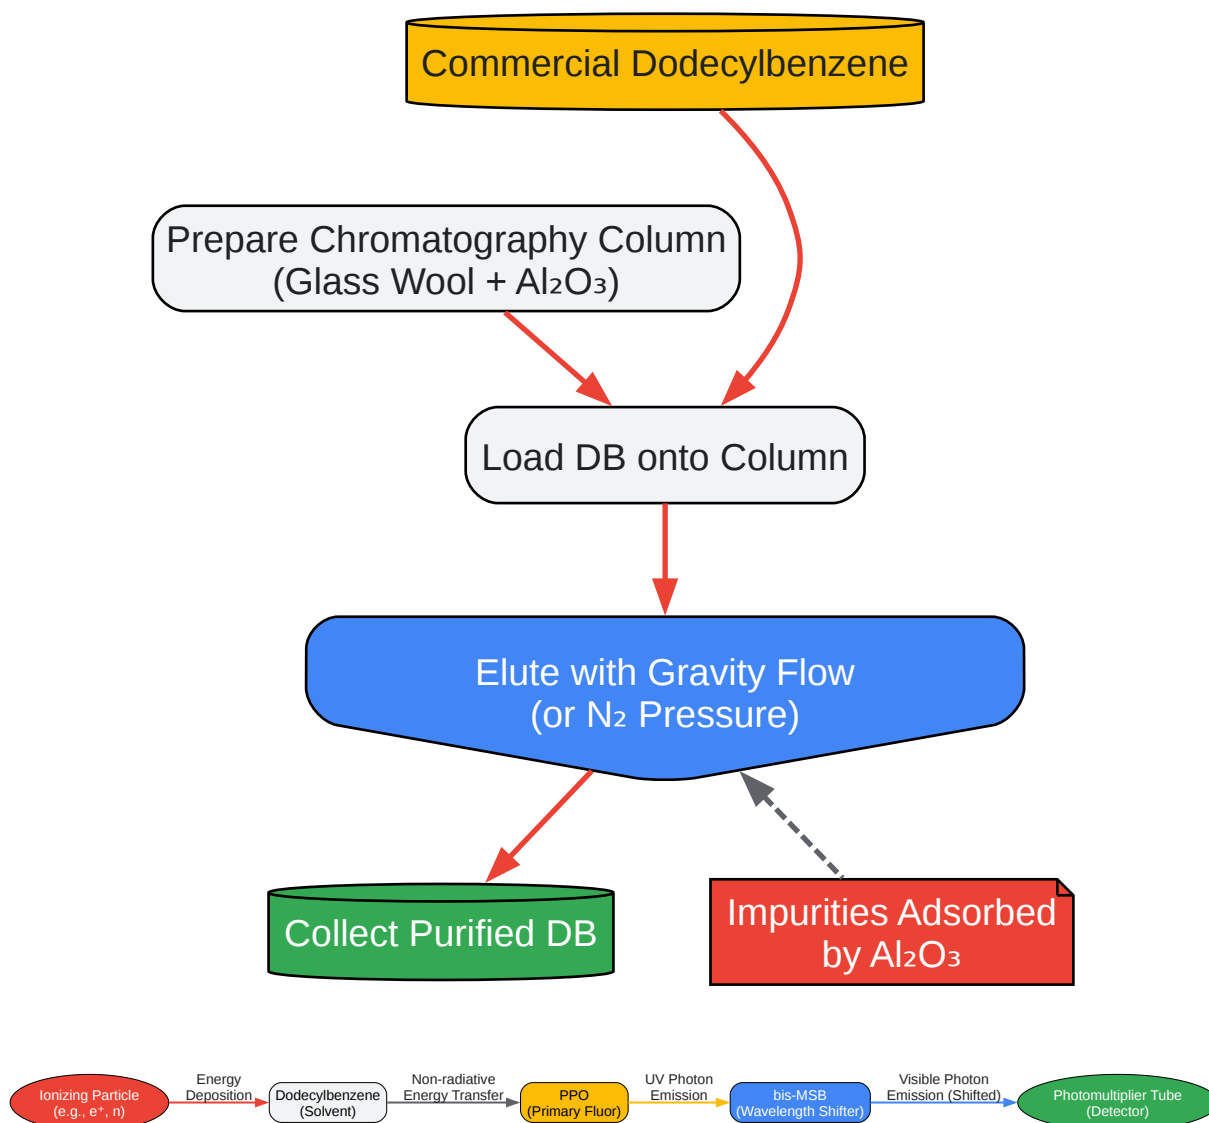 Commercial Dodecylbenzene
Prepare Chromatography Column
(Glass Wool + Al₂O₃)
Load DB onto Column
Elute with Gravity Flow
(or N₂ Pressure)
Collect Purified DB
Impurities Adsorbed
by Al₂O₃
Ionizing Particle
(e.g., e⁺, n)
Energy
Deposition
Dodecylbenzene
(Solvent)
Non-radiative
Energy Transfer
PPO
(Primary Fluor)
UV Photon
Emission
bis-MSB
(Wavelength Shifter)
Visible Photon
Emission (Shifted)
Photomultiplier Tube
(Detector)